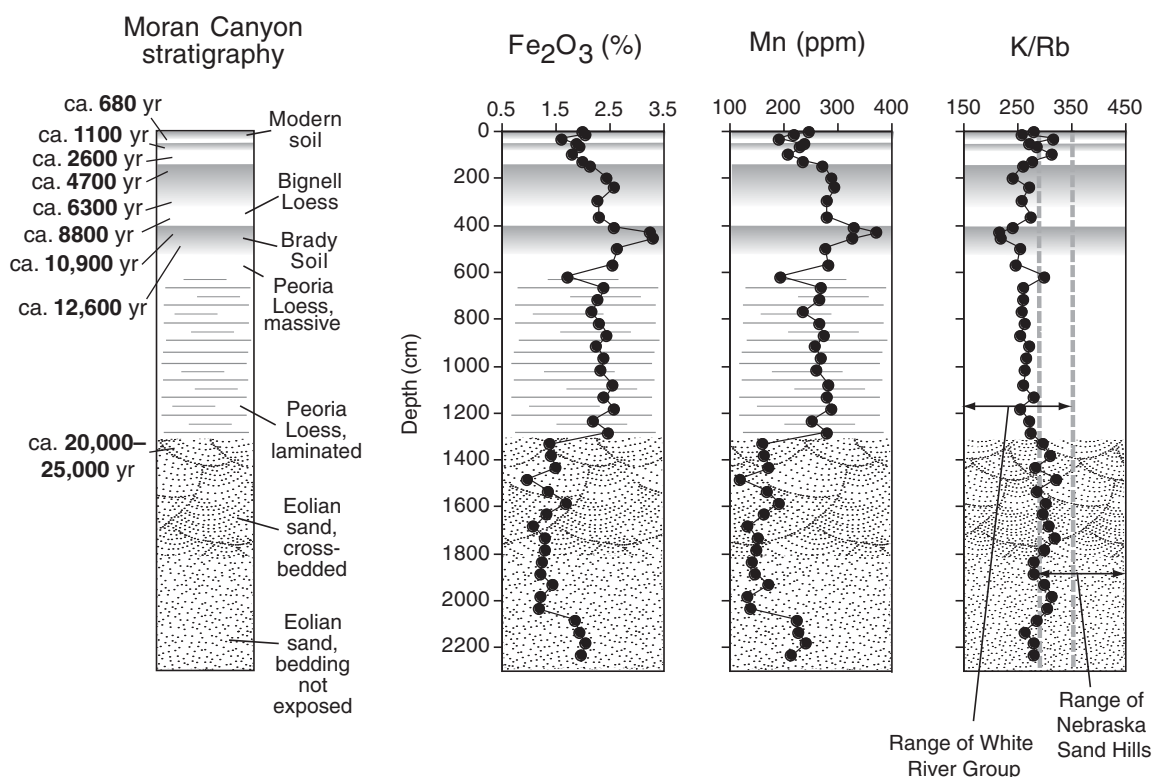 Moran Canyon
stratigraphy
ca. 680 yr
ca. 1100 yr
ca. 2600 yr
ca. 4700 yr
ca. 6300 yr
ca. 8800 yr
ca. 10,900 yr
ca. 12,600 yr
ca. 20,000–
25,000 yr
Modern
soil
Bignell
Loess
Brady
Soil
Peoria
Loess,
massive
Peoria
Loess,
laminated
Eolian
sand,
cross-
bedded
Eolian
sand,
bedding
not
exposed
Fe2O3 (%)
0.5 1.5 2.5 3.5
Depth (cm)
0
200
400
600
800
1000
1200
1400
1600
1800
2000
2200
Mn (ppm)
100 200 300 400
K/Rb
150 250 350 450
Range of White
River Group
Range of
Nebraska
Sand Hills